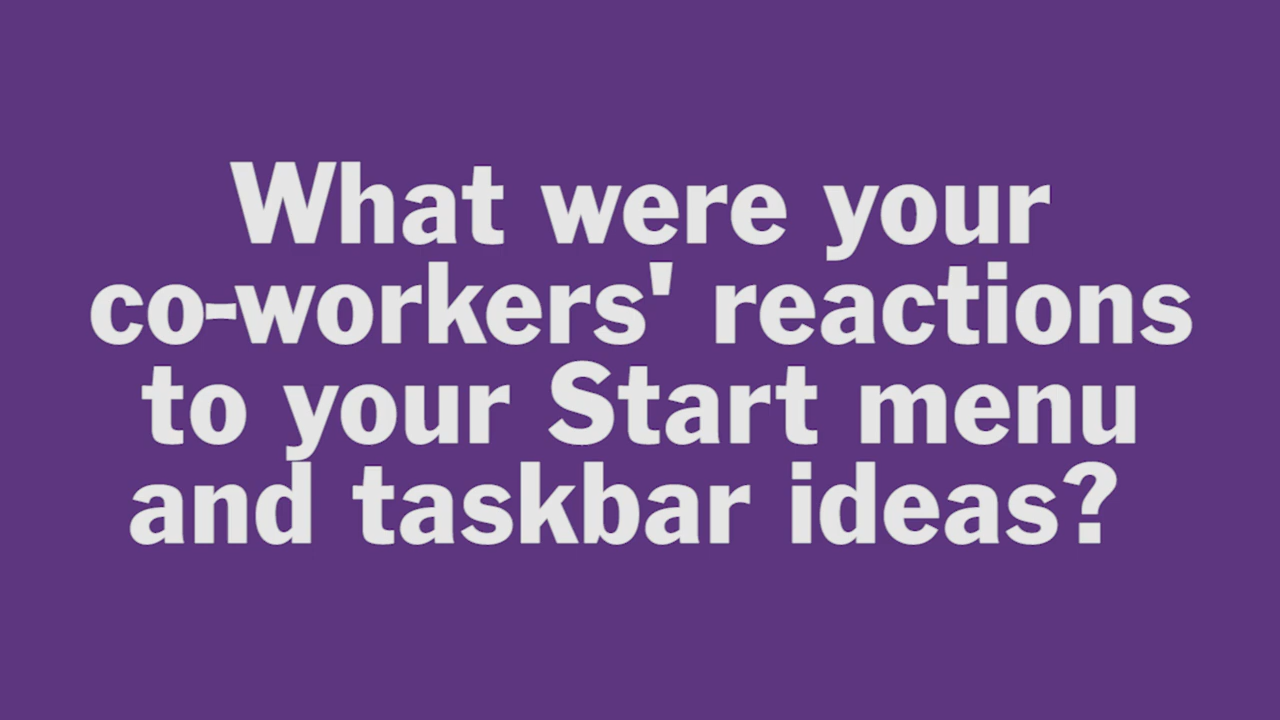 What were your
co-workers' reactions
to your Start menu
and taskbar ideas?